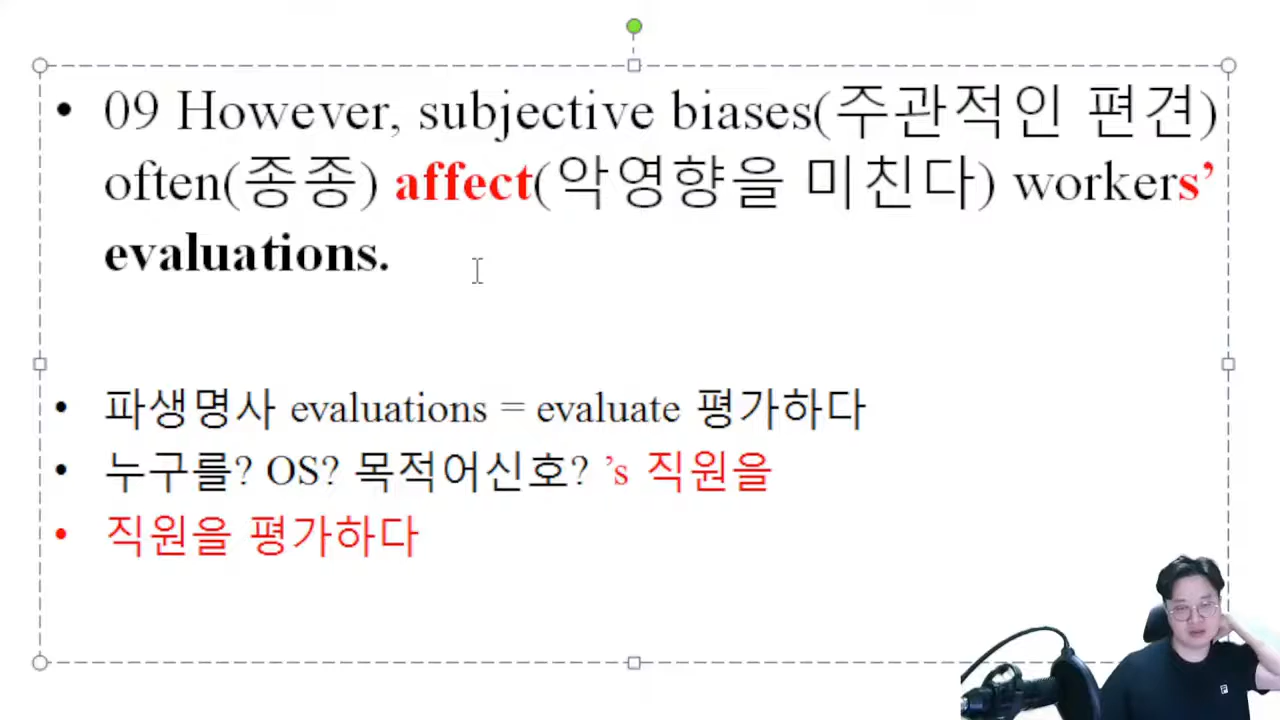 • 09 However, subjective biases(주관적인 편견)
often(종종) affect(악영향을 미친다) workers’
evaluations.
• 파생명사 evaluations = evaluate 평가하다
• 누구를? OS? 목적어신호? ’s 직원을
• 직원을 평가하다